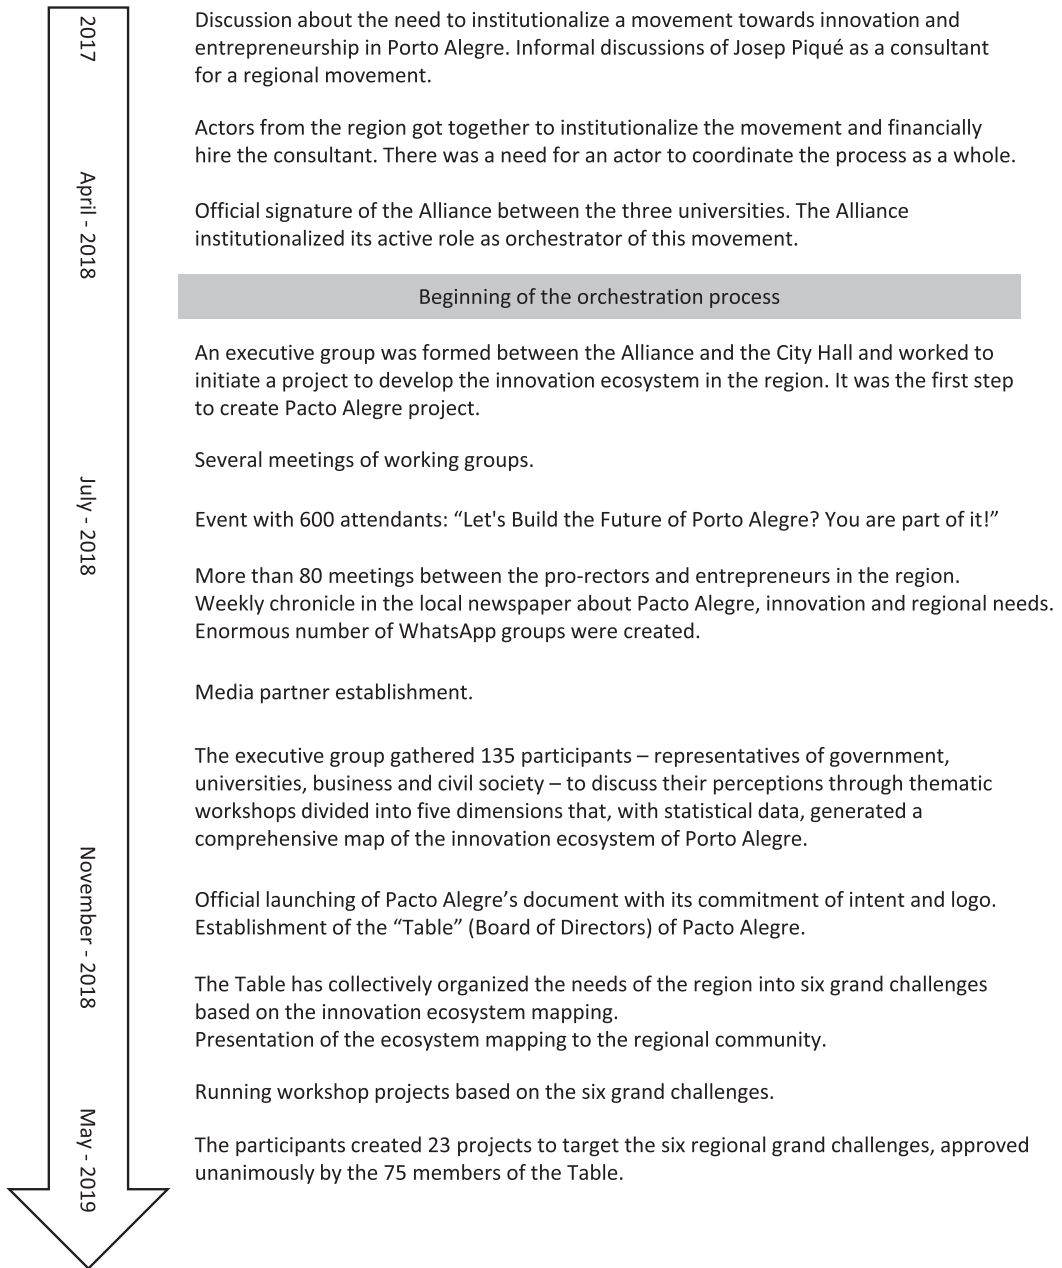 2017
Discussion about the need to institutionalize a movement towards innovation and
entrepreneurship in Porto Alegre. Informal discussions of Josep Piqué as a consultant
for a regional movement.
Actors from the region got together to institutionalize the movement and financially
hire the consultant. There was a need for an actor to coordinate the process as a whole.
April - 2018
Official signature of the Alliance between the three universities. The Alliance
institutionalized its active role as orchestrator of this movement.
Beginning of the orchestration process
An executive group was formed between the Alliance and the City Hall and worked to
initiate a project to develop the innovation ecosystem in the region. It was the first step
to create Pacto Alegre project.
Several meetings of working groups.
July - 2018
Event with 600 attendants: “Let's Build the Future of Porto Alegre? You are part of it!”
More than 80 meetings between the pro-rectors and entrepreneurs in the region.
Weekly chronicle in the local newspaper about Pacto Alegre, innovation and regional needs.
Enormous number of WhatsApp groups were created.
Media partner establishment.
The executive group gathered 135 participants – representatives of government,
universities, business and civil society – to discuss their perceptions through thematic
workshops divided into five dimensions that, with statistical data, generated a
comprehensive map of the innovation ecosystem of Porto Alegre.
November - 2018
Official launching of Pacto Alegre’s document with its commitment of intent and logo.
Establishment of the “Table” (Board of Directors) of Pacto Alegre.
The Table has collectively organized the needs of the region into six grand challenges
based on the innovation ecosystem mapping.
Presentation of the ecosystem mapping to the regional community.
Running workshop projects based on the six grand challenges.
May - 2019
The participants created 23 projects to target the six regional grand challenges, approved
unanimously by the 75 members of the Table.